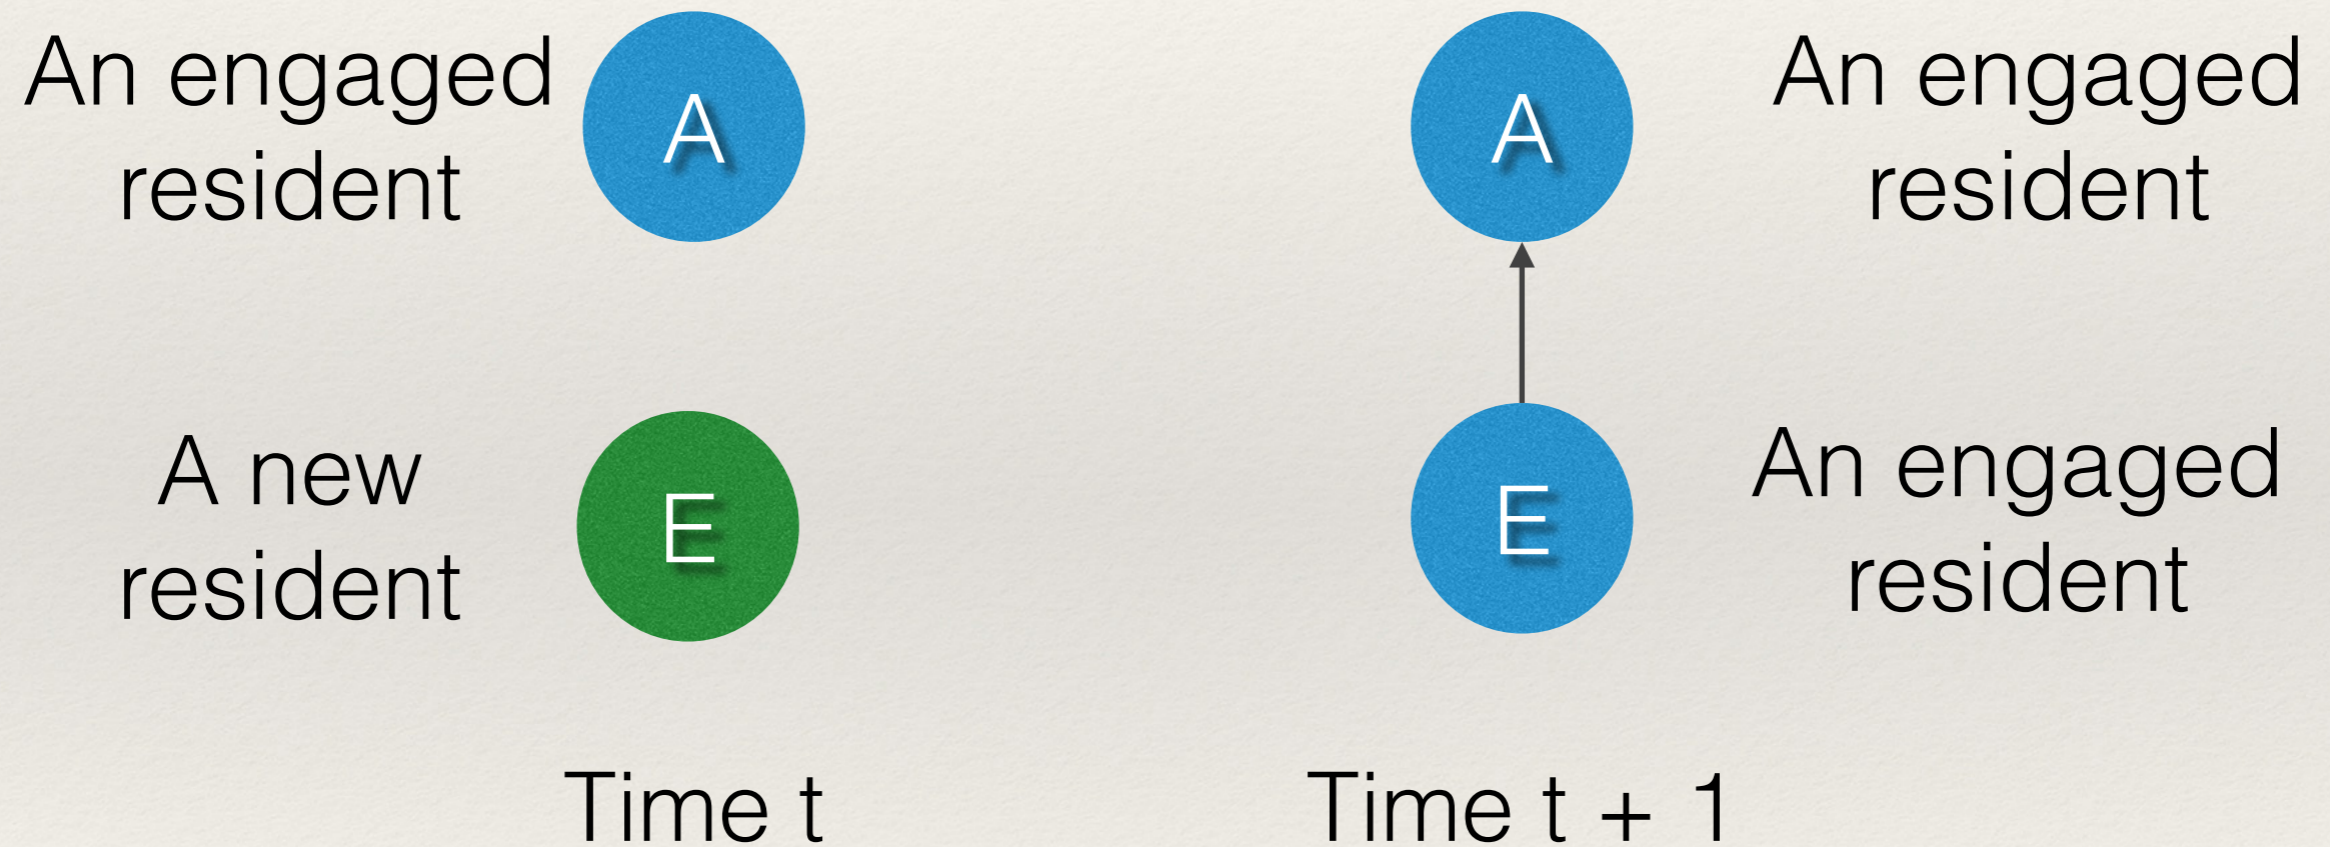 An engaged
resident
A
A
An engaged
resident
A new
resident
E
E
An engaged
resident
Time t
Time t + 1